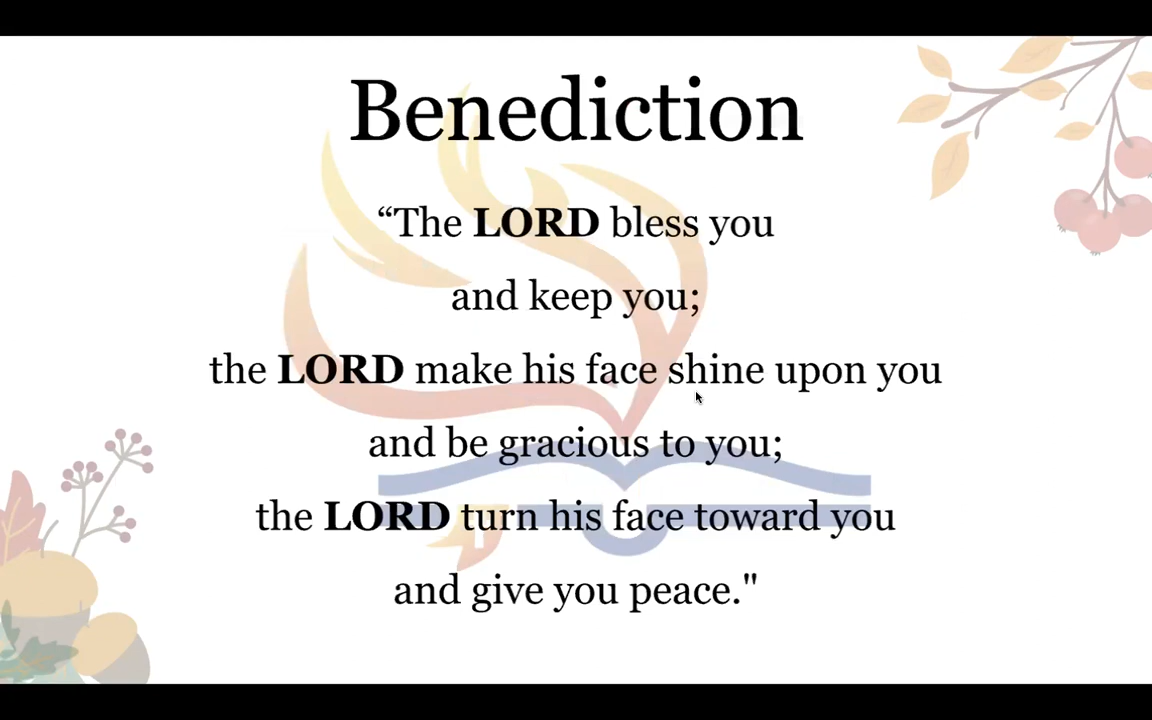 Benediction
“The LORD bless you
and keep you;
the LORD make his face shine upon you
and be gracious to you;
the LORD turn his face toward you
and give you peace."